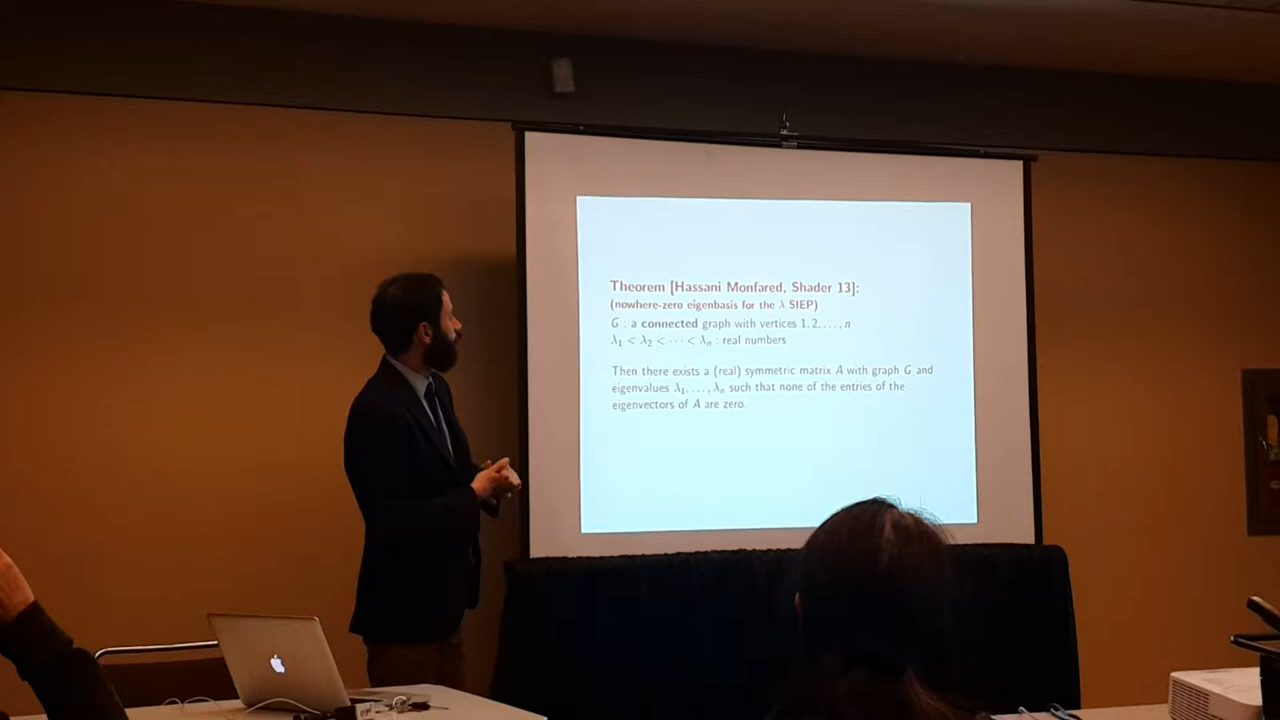 Theorem [Hassani Monfared, Shader 13]:
(nowhere-zero eigenbasis for the λ SIEP)
G : a connected graph with vertices 1, 2, . . . , n
λ₁ < λ₂ < ⋯ < λₙ : real numbers
Then there exists a (real) symmetric matrix A with graph G and
eigenvalues λ₁, . . . , λₙ such that none of the entries of the
eigenvectors of A are zero.